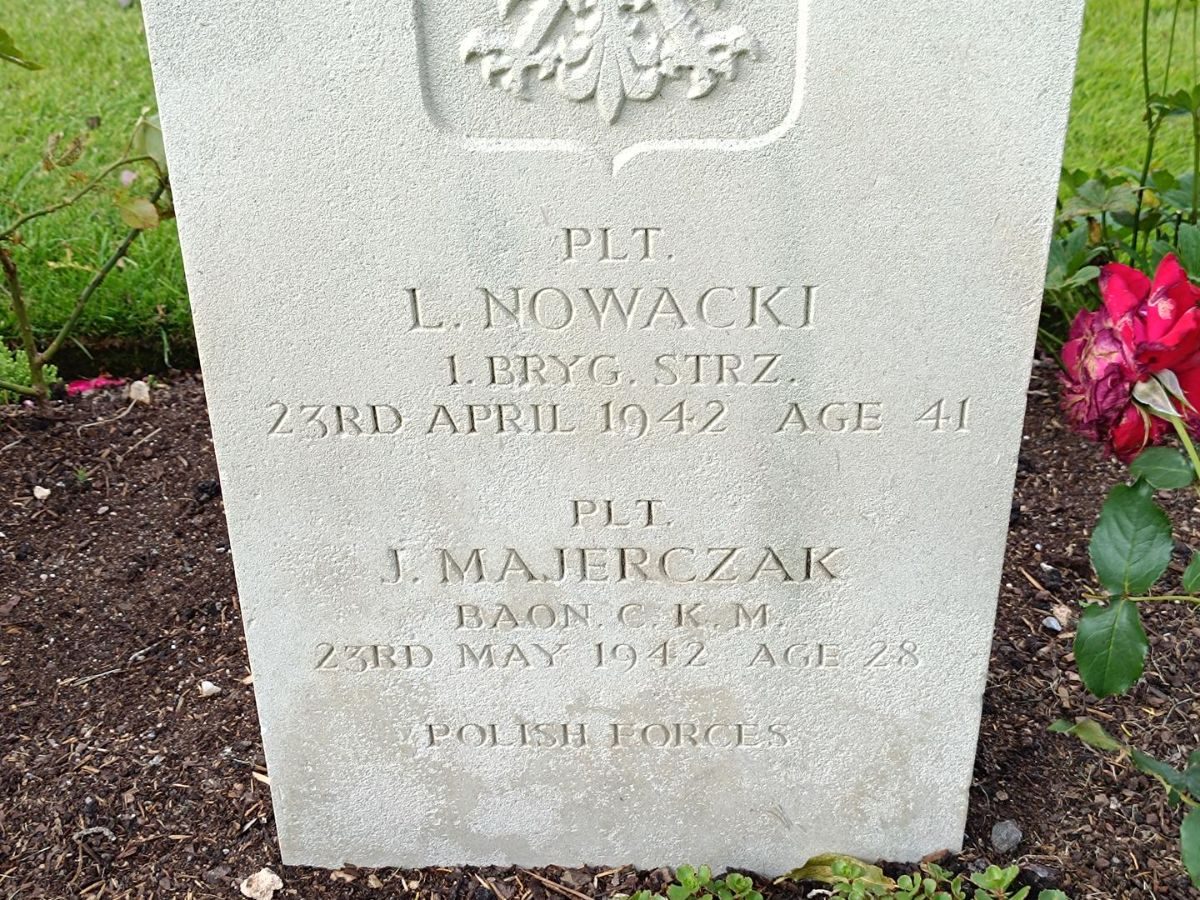 PLT.
L. NOWACKI
1. BRYG. STRZ.
23RD APRIL 1942 AGE 41
PLT.
J. MAJERCZAK
BAON. C. K. M.
23RD MAY 1942 AGE 28
POLISH FORCES